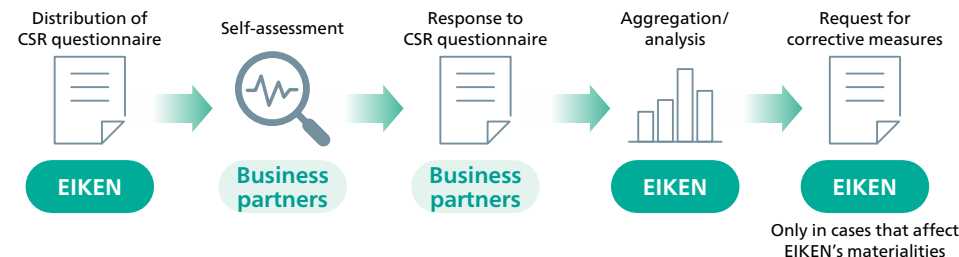 Distribution of
CSR questionnaire
Self-assessment
Response to
CSR questionnaire
Aggregation/
analysis
Request for
corrective measures
EIKEN
Business
partners
Business
partners
EIKEN
EIKEN
Only in cases that affect
EIKEN's materialities